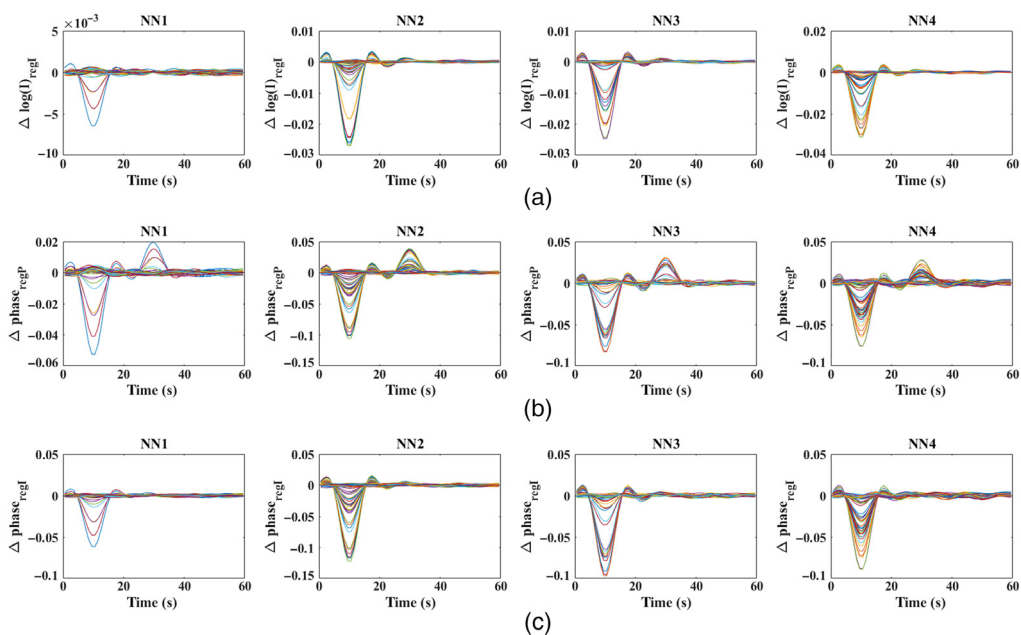 NN1 NN2 NN3 NN4
×10⁻³
5 0 −5 −10
Δ log(I)regI
0 20 40 60
Time (s)
0.01 0 −0.01 −0.02 −0.03
Δ log(I)regI
0 20 40 60
Time (s)
0.01 0 −0.01 −0.02 −0.03
Δ log(I)regI
0 20 40 60
Time (s)
0.02 0 −0.02 −0.04
Δ log(I)regI
0 20 40 60
Time (s)
(a)
NN1 NN2 NN3 NN4
0.02 0 −0.02 −0.04 −0.06
Δ phaseregP
0 20 40 60
Time (s)
0.05 0 −0.05 −0.1 −0.15
Δ phaseregP
0 20 40 60
Time (s)
0.05 0 −0.05 −0.1
Δ phaseregP
0 20 40 60
Time (s)
0.05 0 −0.05 −0.1
Δ phaseregP
0 20 40 60
Time (s)
(b)
NN1 NN2 NN3 NN4
0.05 0 −0.05 −0.1
Δ phaseregI
0 20 40 60
Time (s)
0.05 0 −0.05 −0.1 −0.15
Δ phaseregI
0 20 40 60
Time (s)
0.05 0 −0.05 −0.1
Δ phaseregI
0 20 40 60
Time (s)
0.05 0 −0.05 −0.1
Δ phaseregI
0 20 40 60
Time (s)
(c)